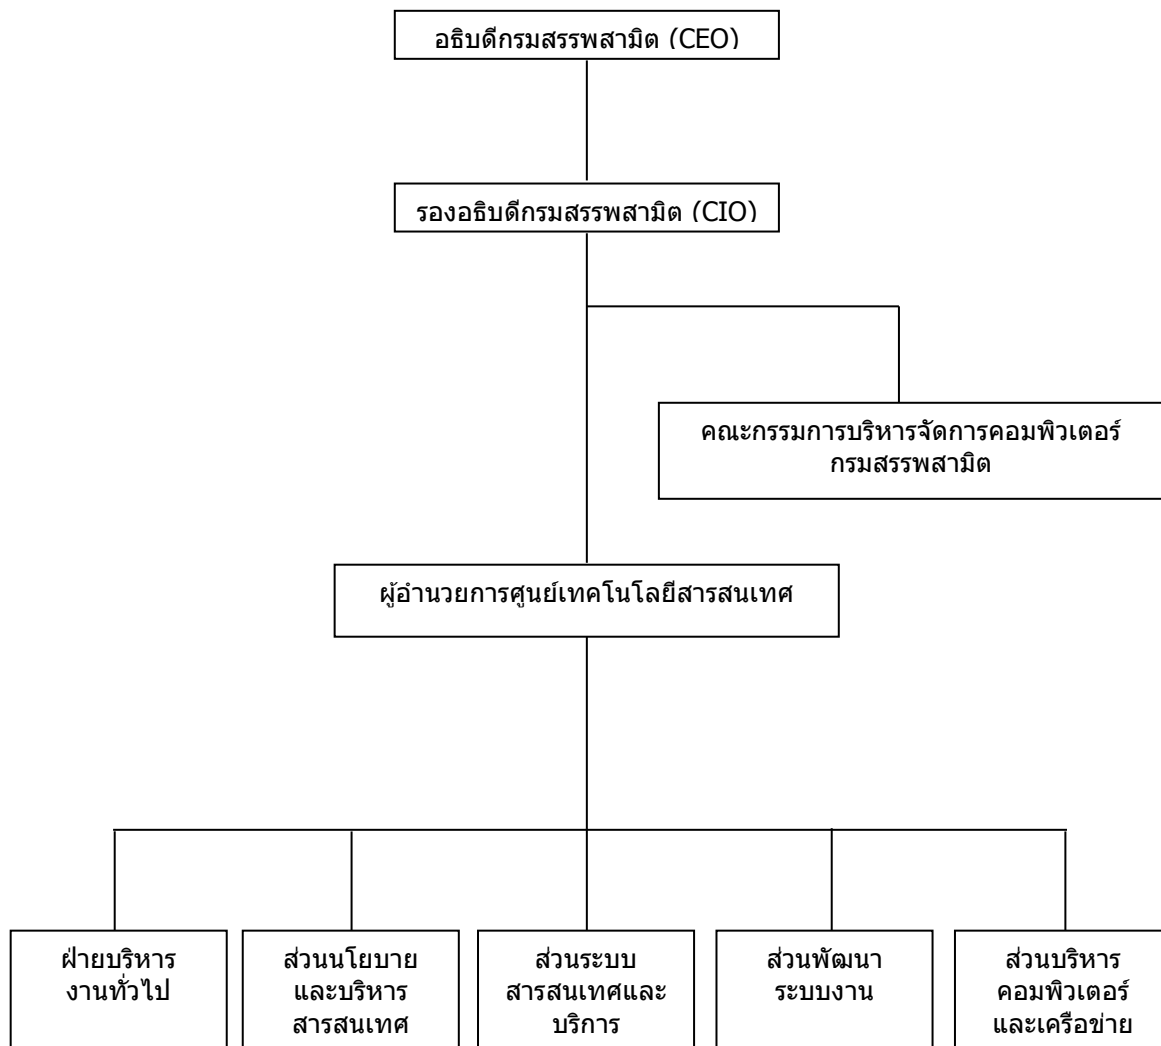 อธิบดีกรมสรรพสามิต (CEO)
รองอธิบดีกรมสรรพสามิต (CIO)
คณะกรรมการบริหารจัดการคอมพิวเตอร์
กรมสรรพสามิต
ผู้อำนวยการศูนย์เทคโนโลยีสารสนเทศ
ฝ่ายบริหาร
งานทั่วไป
ส่วนนโยบาย
และบริหาร
สารสนเทศ
ส่วนระบบ
สารสนเทศและ
บริการ
ส่วนพัฒนา
ระบบงาน
ส่วนบริหาร
คอมพิวเตอร์
และเครือข่าย